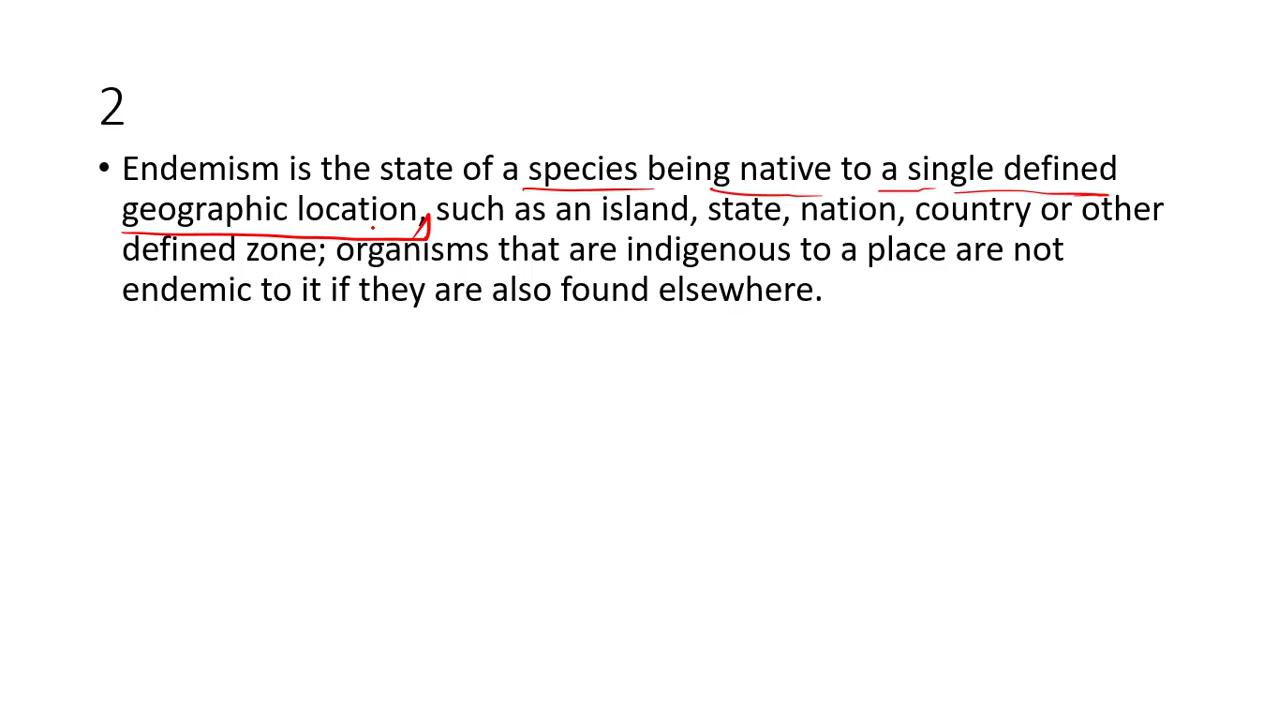 2
• Endemism is the state of a species being native to a single defined
geographic location, such as an island, state, nation, country or other
defined zone; organisms that are indigenous to a place are not
endemic to it if they are also found elsewhere.